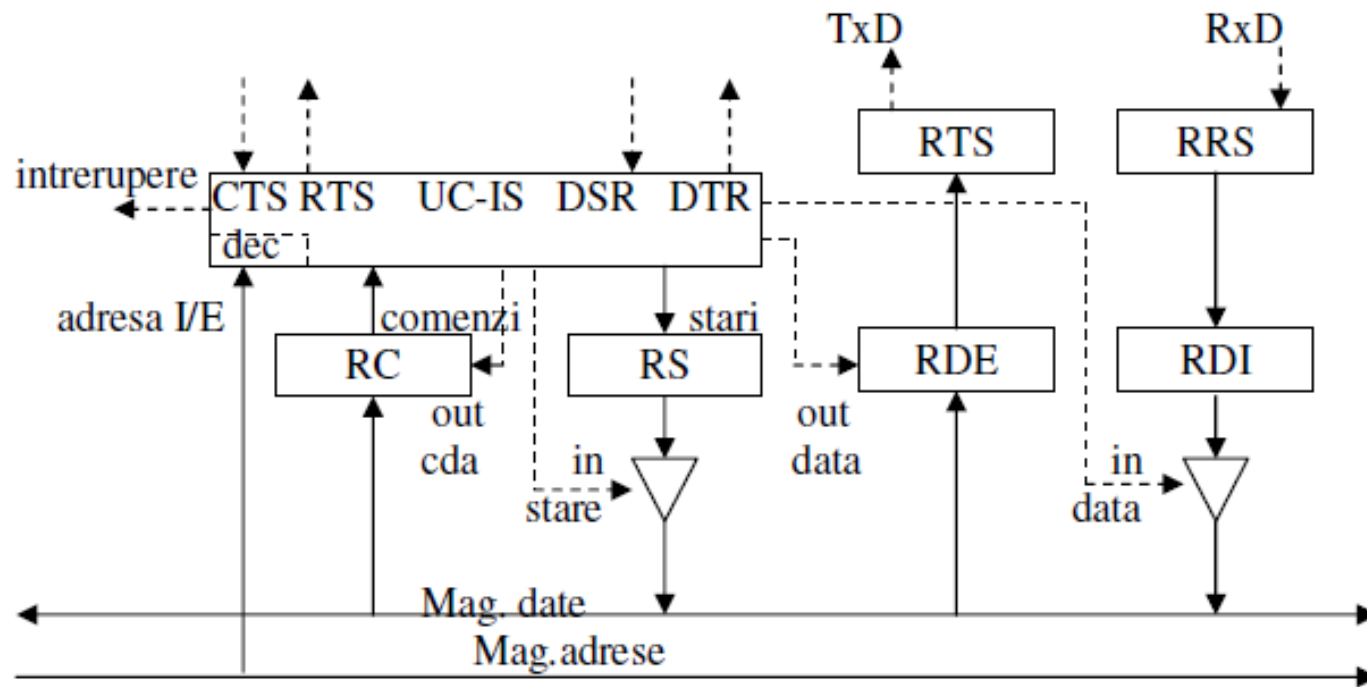 TxD
RxD
RTS
RRS
intrerupere
CTS RTS UC-IS DSR DTR
dec
adresa I/E
comenzi
stari
RC
RS
RDE
RDI
out
cda
in
stare
out
data
in
data
Mag. date
Mag.adrese